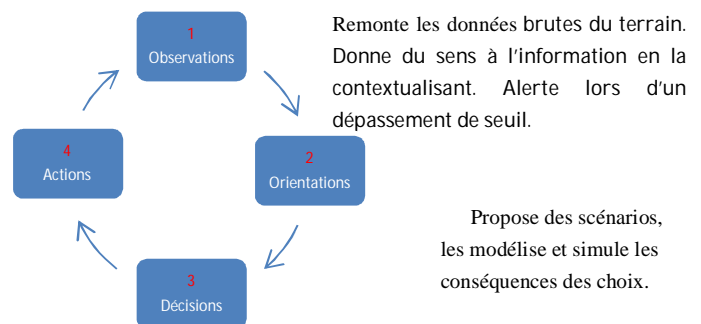 1
Observations
Remonte les données brutes du terrain.
Donne du sens à l'information en la
contextualisant. Alerte lors d'un
dépassement de seuil.
2
Orientations
Propose des scénarios,
les modélise et simule les
conséquences des choix.
3
Décisions
4
Actions